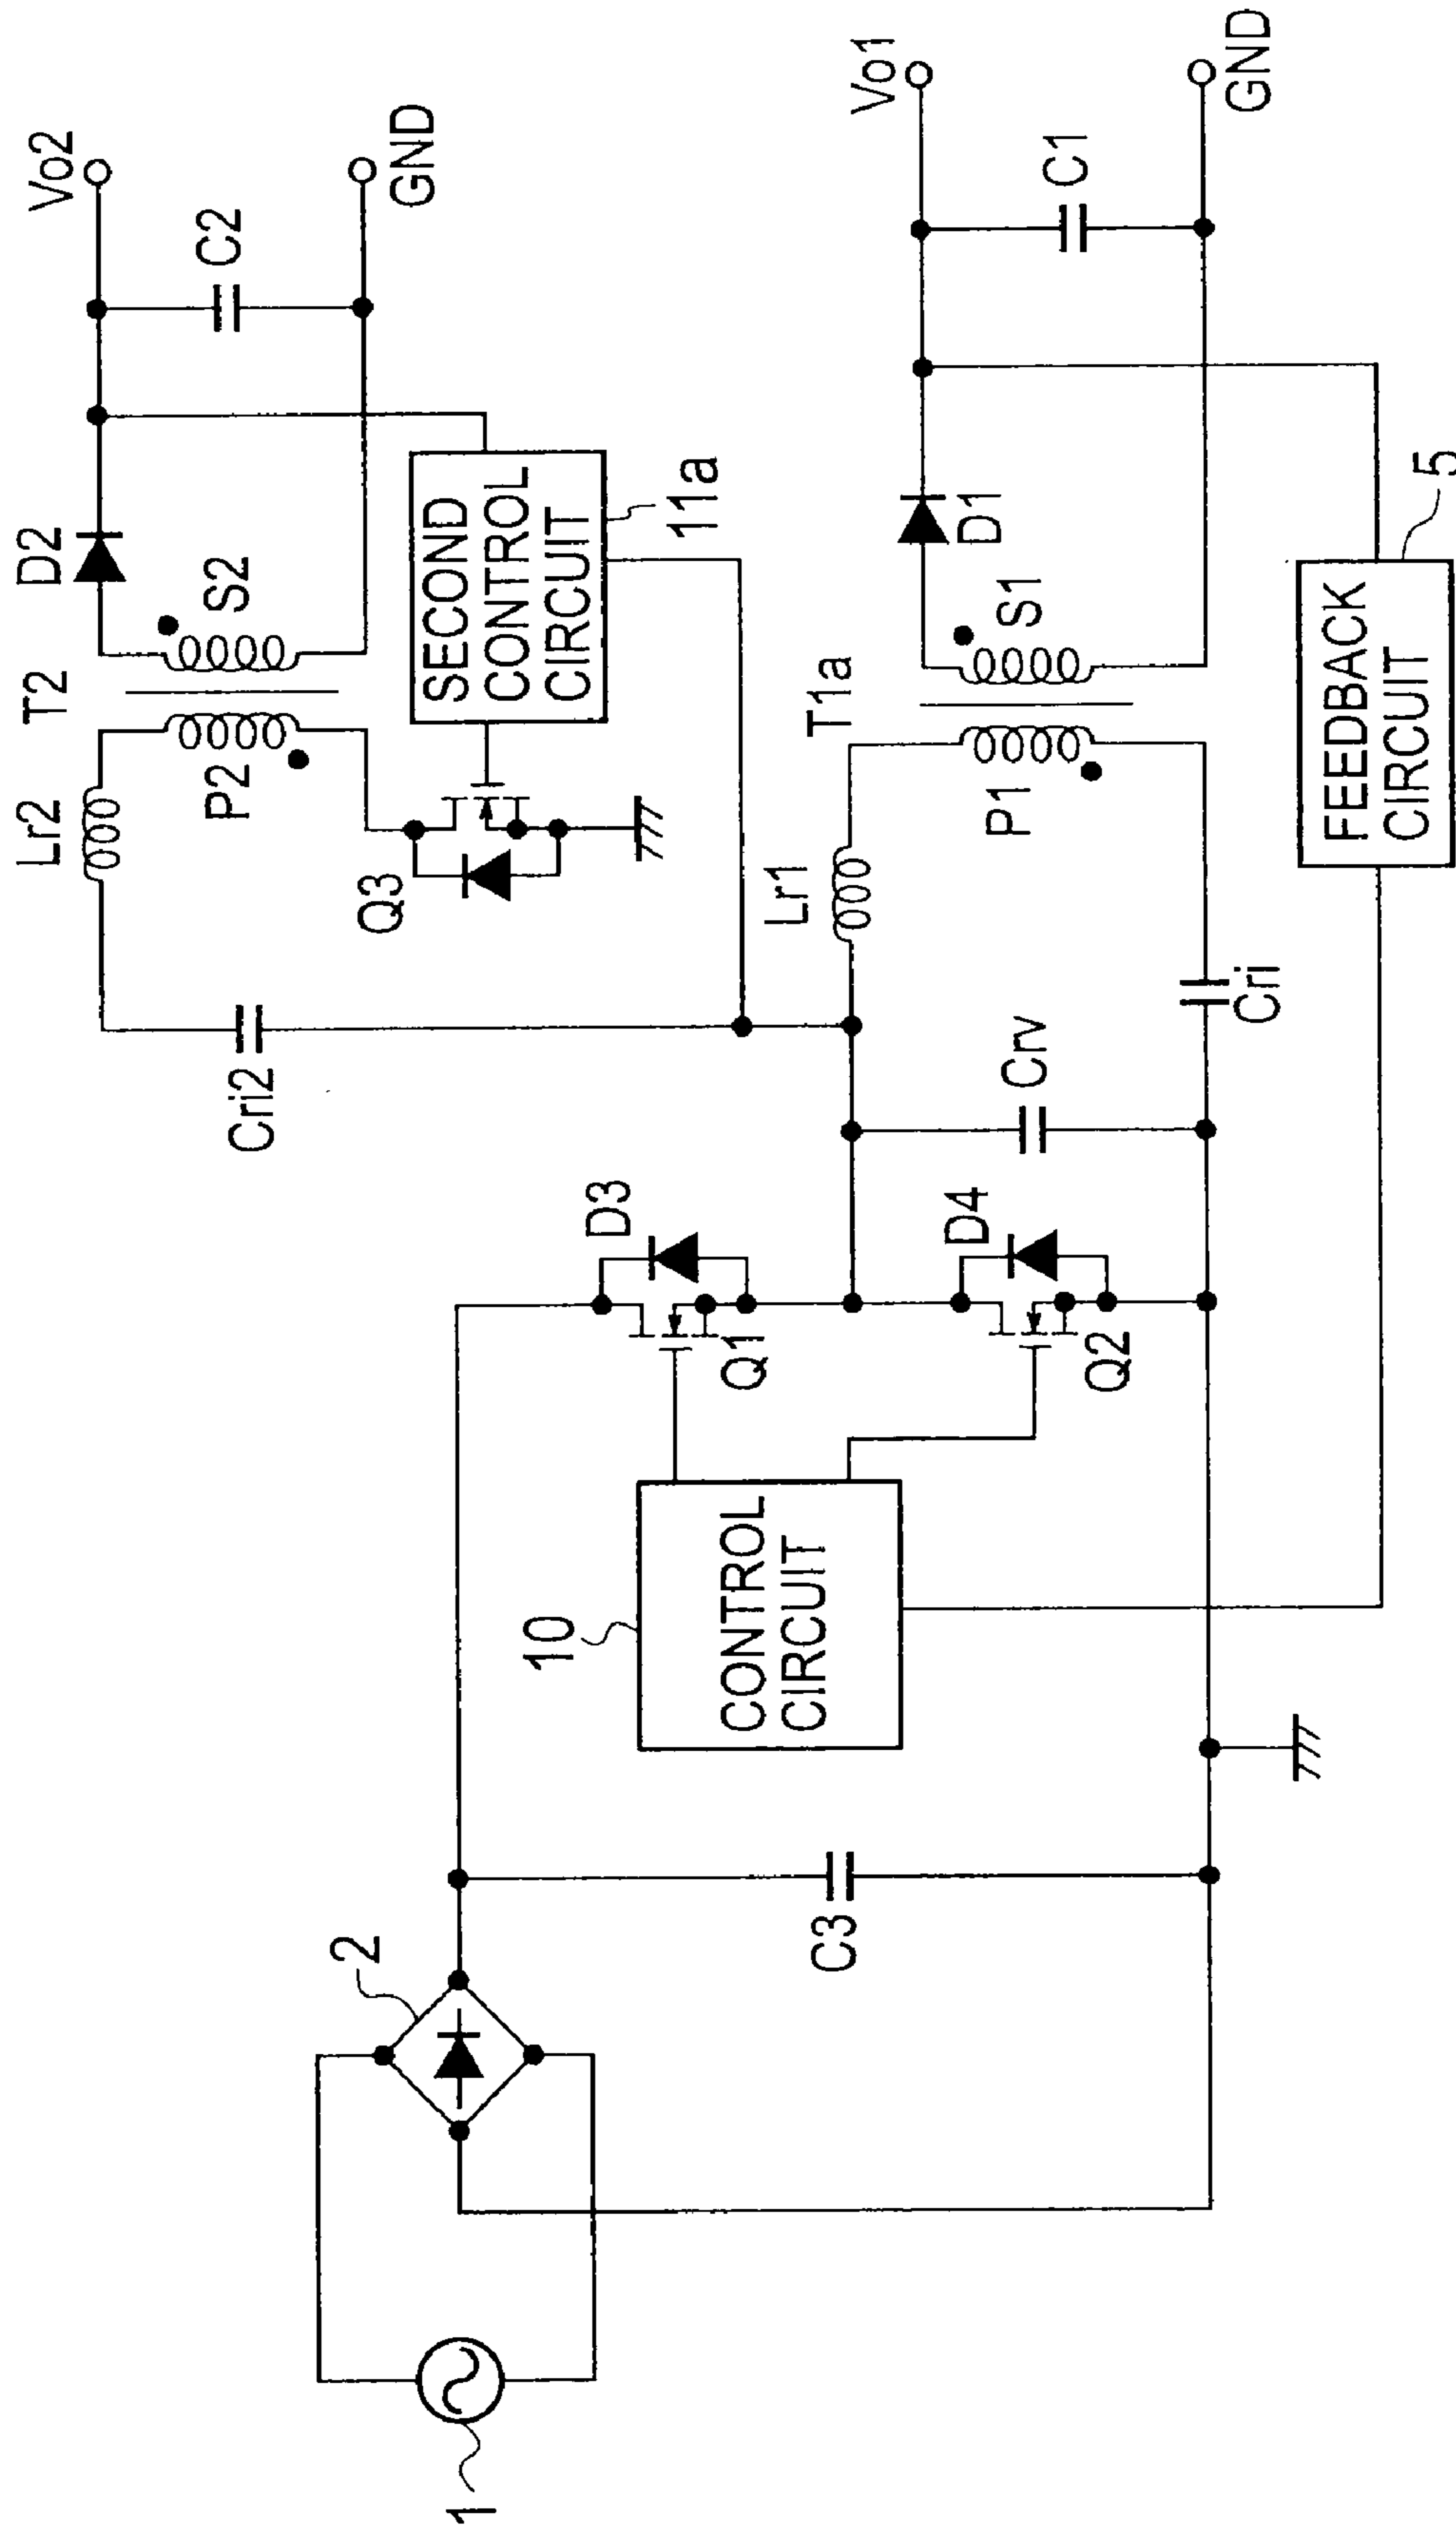 Vo2
Lr2
T2
D2
C2
P2
S2
GND
Cri2
Q3
SECOND
CONTROL
CIRCUIT
11a
2
1
10
CONTROL
CIRCUIT
D3
Q1
D4
Q2
C3
Crv
Cri
Lr1
T1a
P1
S1
D1
C1
Vo1
GND
FEEDBACK
CIRCUIT
5